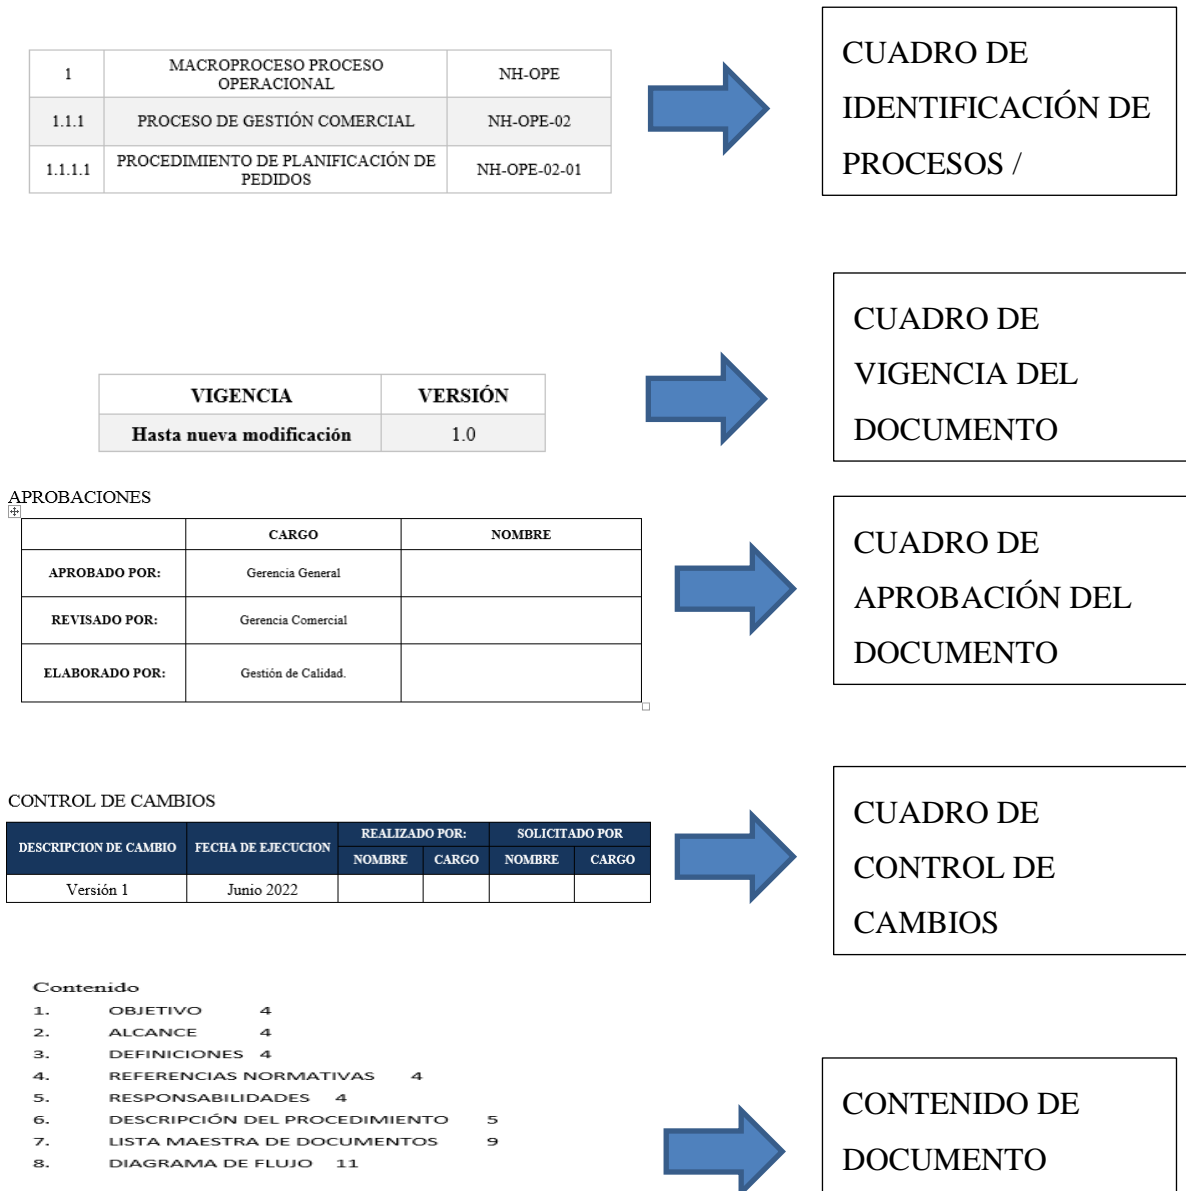 1 MACROPROCESO PROCESO OPERACIONAL NH-OPE
1.1.1 PROCESO DE GESTIÓN COMERCIAL NH-OPE-02
1.1.1.1 PROCEDIMIENTO DE PLANIFICACIÓN DE PEDIDOS NH-OPE-02-01
CUADRO DE
IDENTIFICACIÓN DE
PROCESOS /
VIGENCIA VERSIÓN
Hasta nueva modificación 1.0
CUADRO DE
VIGENCIA DEL
DOCUMENTO
APROBACIONES
CARGO NOMBRE
APROBADO POR: Gerencia General
REVISADO POR: Gerencia Comercial
ELABORADO POR: Gestión de Calidad.
CUADRO DE
APROBACIÓN DEL
DOCUMENTO
CONTROL DE CAMBIOS
DESCRIPCION DE CAMBIO FECHA DE EJECUCION REALIZADO POR: SOLICITADO POR
NOMBRE CARGO NOMBRE CARGO
Versión 1 Junio 2022
CUADRO DE
CONTROL DE
CAMBIOS
Contenido
1. OBJETIVO 4
2. ALCANCE 4
3. DEFINICIONES 4
4. REFERENCIAS NORMATIVAS 4
5. RESPONSABILIDADES 4
6. DESCRIPCIÓN DEL PROCEDIMIENTO 5
7. LISTA MAESTRA DE DOCUMENTOS 9
8. DIAGRAMA DE FLUJO 11
CONTENIDO DE
DOCUMENTO